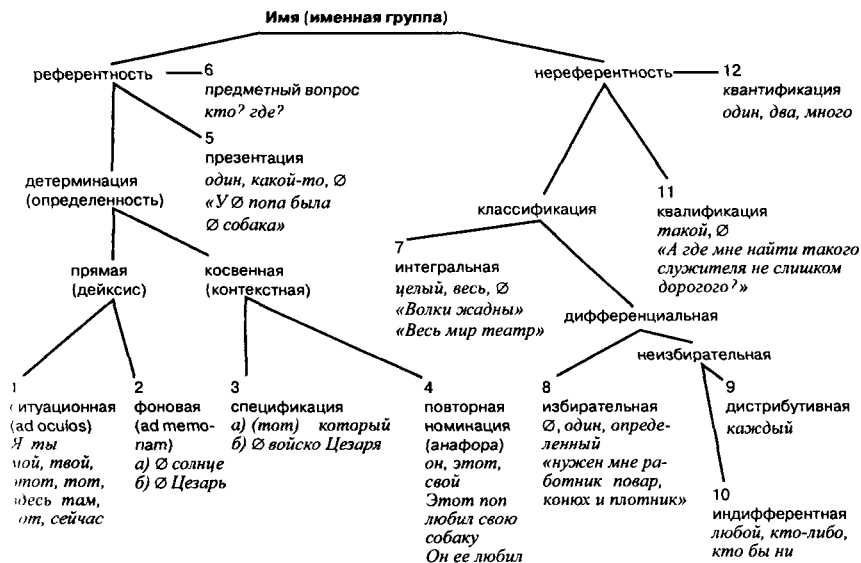 Имя (именная группа)
референтность
6
предметный вопрос
кто? где?
нереферентность
12
квантификация
один, два, много
5
презентация
один, какой-то, ∅
«У ∅ попа была
∅ собака»
детерминация
(определенность)
классификация
11
квалификация
такой, ∅
«А где мне найти такого
служителя не слишком
дорогого?»
7
интегральная
целый, весь, ∅
«Волки жадны»
«Весь мир театр»
прямая
(дейксис)
косвенная
(контекстная)
дифференциальная
неизбирательная
1
итуационная
(ad oculos)
Я ты
мой, твой,
этот, тот,
здесь там,
от, сейчас
2
фоновая
(ad memo-
riam)
а) ∅ солнце
б) ∅ Цезарь
3
спецификация
а) (тот) который
б) ∅ войско Цезаря
4
повторная
номинация
(анафора)
он, этот,
свой
Этот поп
любил свою
собаку
Он ее любил
8
избирательная
∅, один, опреде-
ленный
«нужен мне ра-
ботник повар,
конюх и плотник»
9
дистрибутивная
каждый
10
индифферентная
любой, кто-либо,
кто бы ни